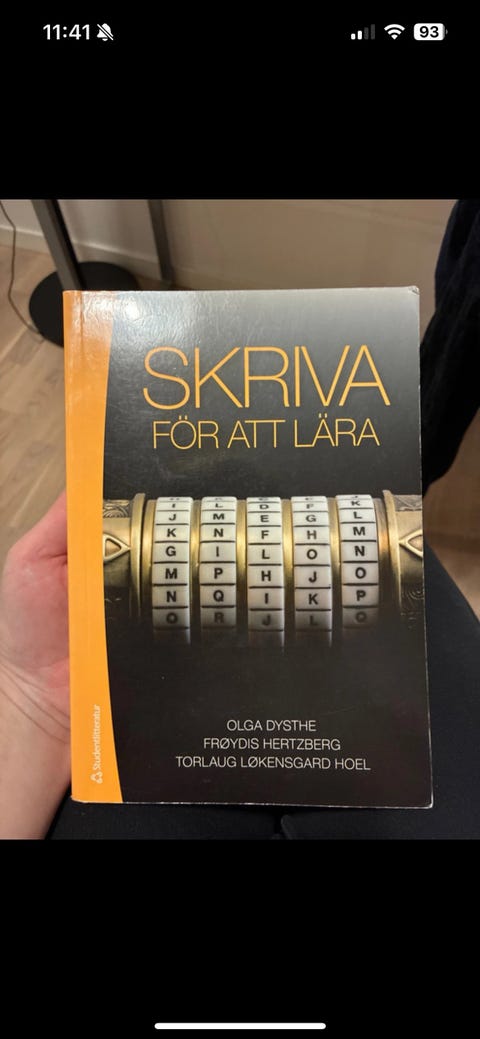 11:41
93
SKRIVA
FÖR ATT LÄRA
I L D F K
J M E G L
K N F H M
G I L O N
M P H J O
N Q I K P
O R J L Q
OLGA DYSTHE
FRØYDIS HERTZBERG
TORLAUG LØKENSGARD HOEL
Studentlitteratur